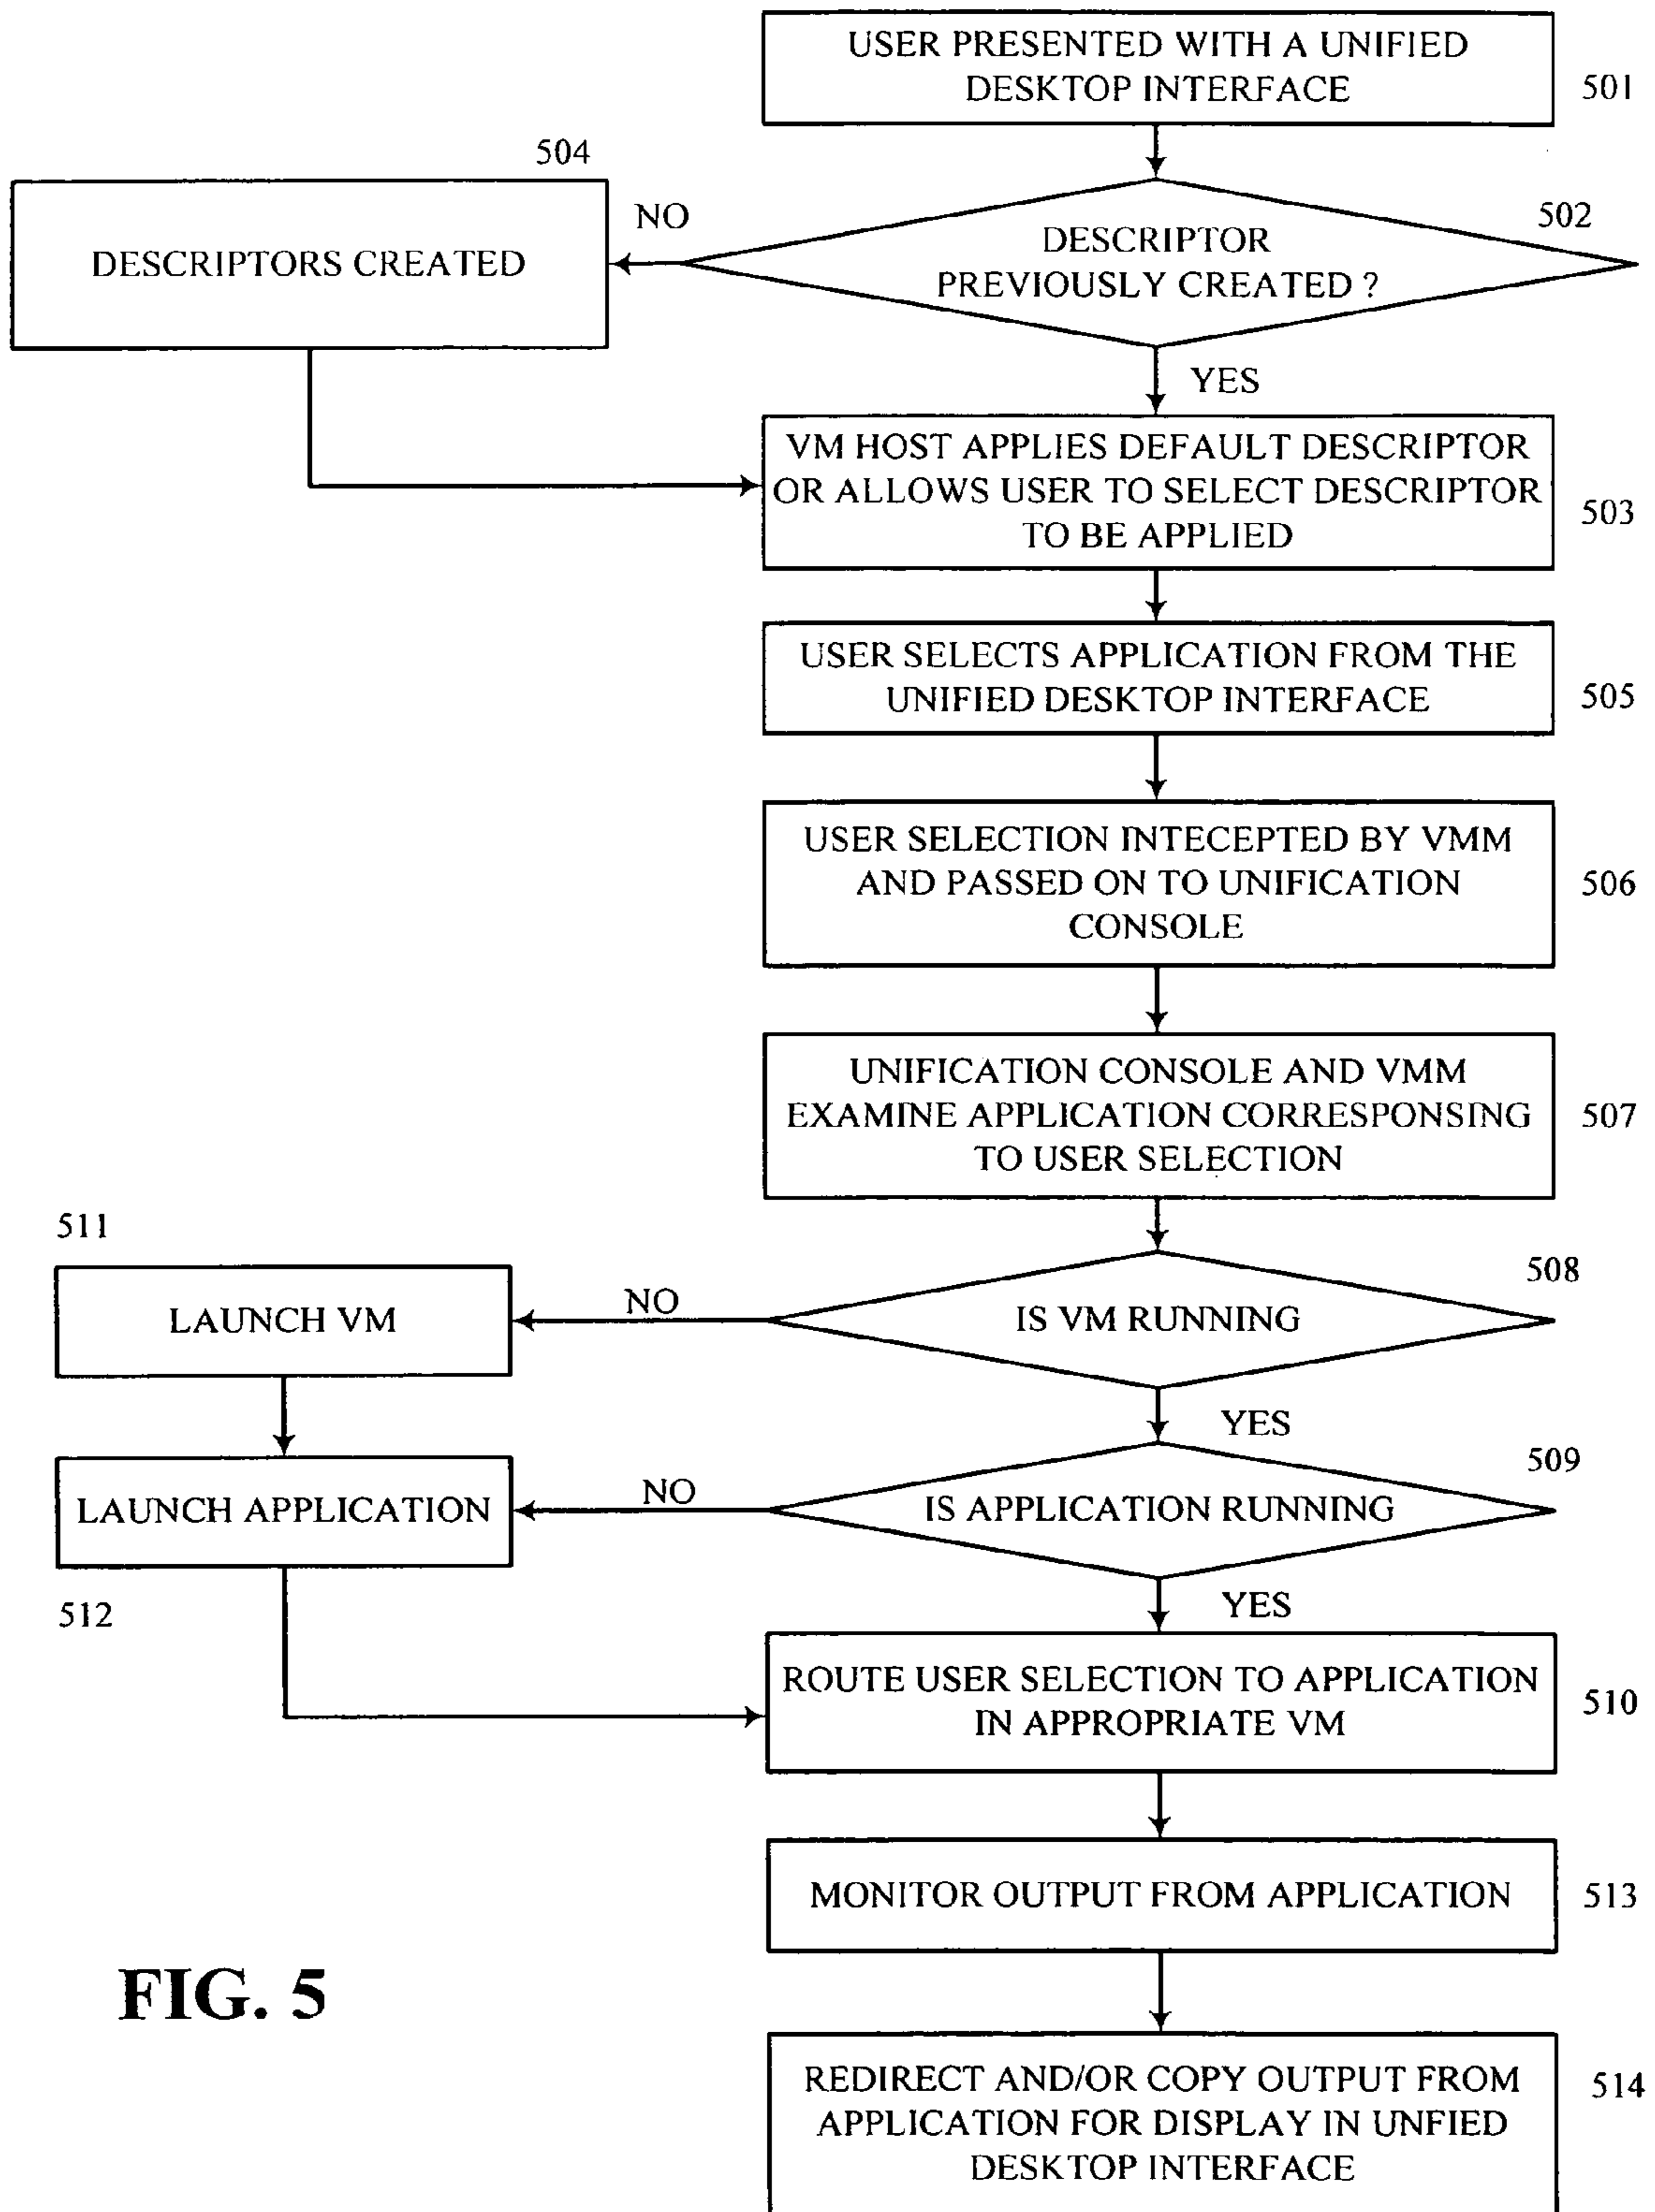 USER PRESENTED WITH A UNIFIED
DESKTOP INTERFACE
501
504
DESCRIPTORS CREATED
NO
502
DESCRIPTOR
PREVIOUSLY CREATED ?
YES
VM HOST APPLIES DEFAULT DESCRIPTOR
OR ALLOWS USER TO SELECT DESCRIPTOR
TO BE APPLIED
503
USER SELECTS APPLICATION FROM THE
UNIFIED DESKTOP INTERFACE
505
USER SELECTION INTECEPTED BY VMM
AND PASSED ON TO UNIFICATION
CONSOLE
506
UNIFICATION CONSOLE AND VMM
EXAMINE APPLICATION CORRESPONSING
TO USER SELECTION
507
511
LAUNCH VM
NO
508
IS VM RUNNING
YES
509
LAUNCH APPLICATION
NO
IS APPLICATION RUNNING
512
YES
ROUTE USER SELECTION TO APPLICATION
IN APPROPRIATE VM
510
MONITOR OUTPUT FROM APPLICATION
513
FIG. 5
REDIRECT AND/OR COPY OUTPUT FROM
APPLICATION FOR DISPLAY IN UNFIED
DESKTOP INTERFACE
514